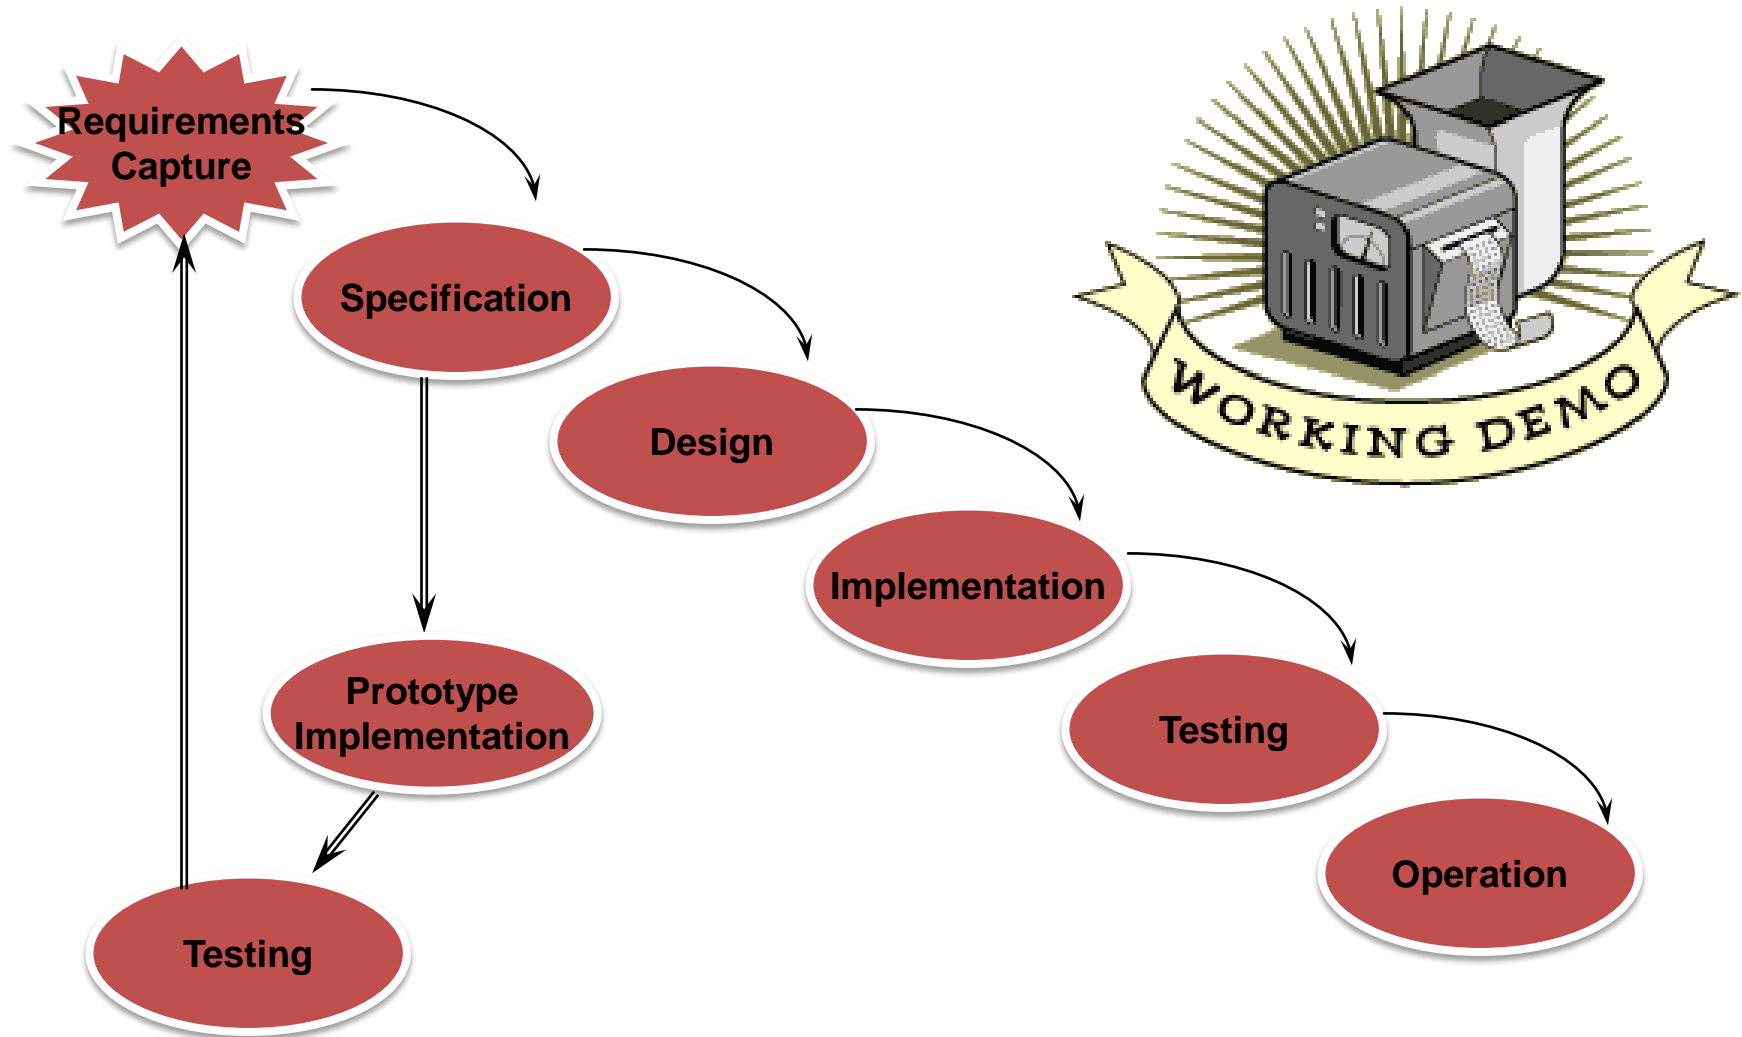 Requirements
Capture
Specification
Design
WORKING DEMO
Implementation
Prototype
Implementation
Testing
Operation
Testing